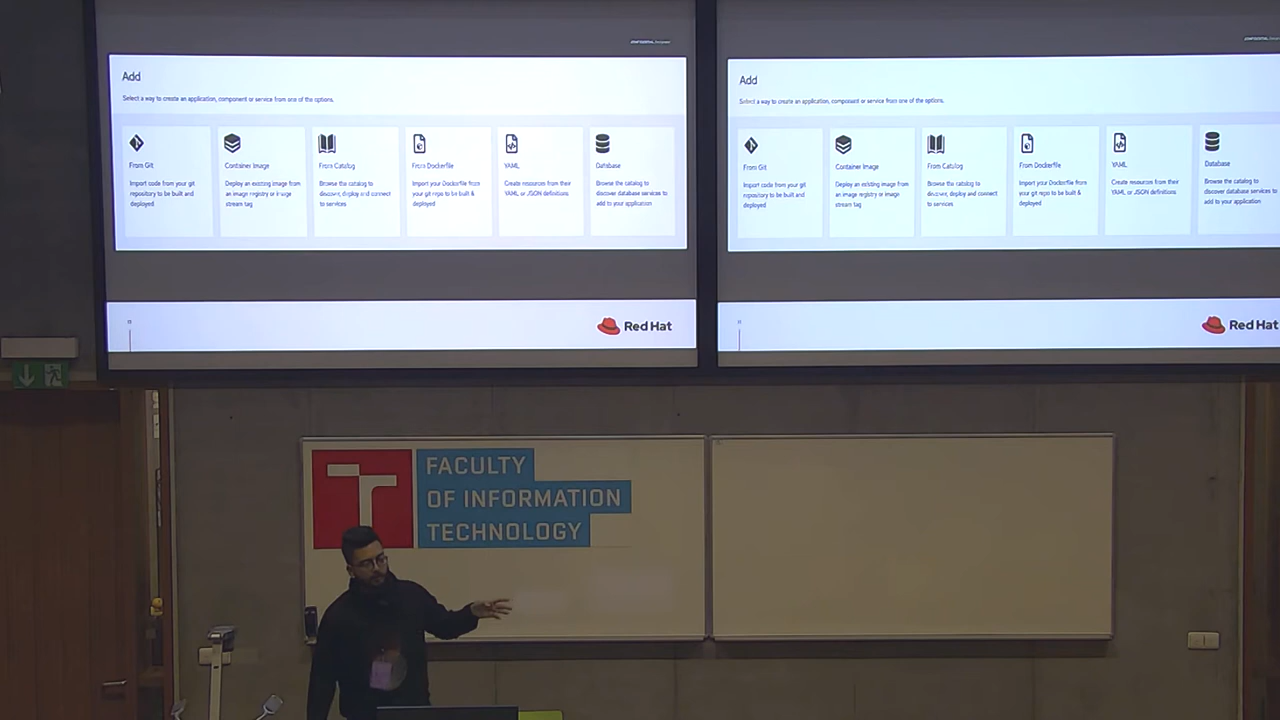 CONFIDENTIAL Designator
Add
Select a way to create an application, component or service from one of the options.
From Git
Import code from your git
repository to be built and
deployed
Container Image
Deploy an existing image from
an image registry or image
stream tag
From Catalog
Browse the catalog to
discover, deploy and connect
to services
From Dockerfile
Import your Dockerfile from
your git repo to be built &
deployed
YAML
Create resources from their
YAML or JSON definitions
Database
Browse the catalog to
discover database services to
add to your application
Red Hat
CONFIDENTIAL
Add
Select a way to create an application, component or service from one of the options.
From Git
Import code from your git
repository to be built and
deployed
Container Image
Deploy an existing image from
an image registry or image
stream tag
From Catalog
Browse the catalog to
discover, deploy and connect
to services
From Dockerfile
Import your Dockerfile from
your git repo to be built &
deployed
YAML
Create resources from their
YAML or JSON definitions
Database
Browse the catalog to
discover database services to
add to your application
Red Hat
FACULTY
OF INFORMATION
TECHNOLOGY